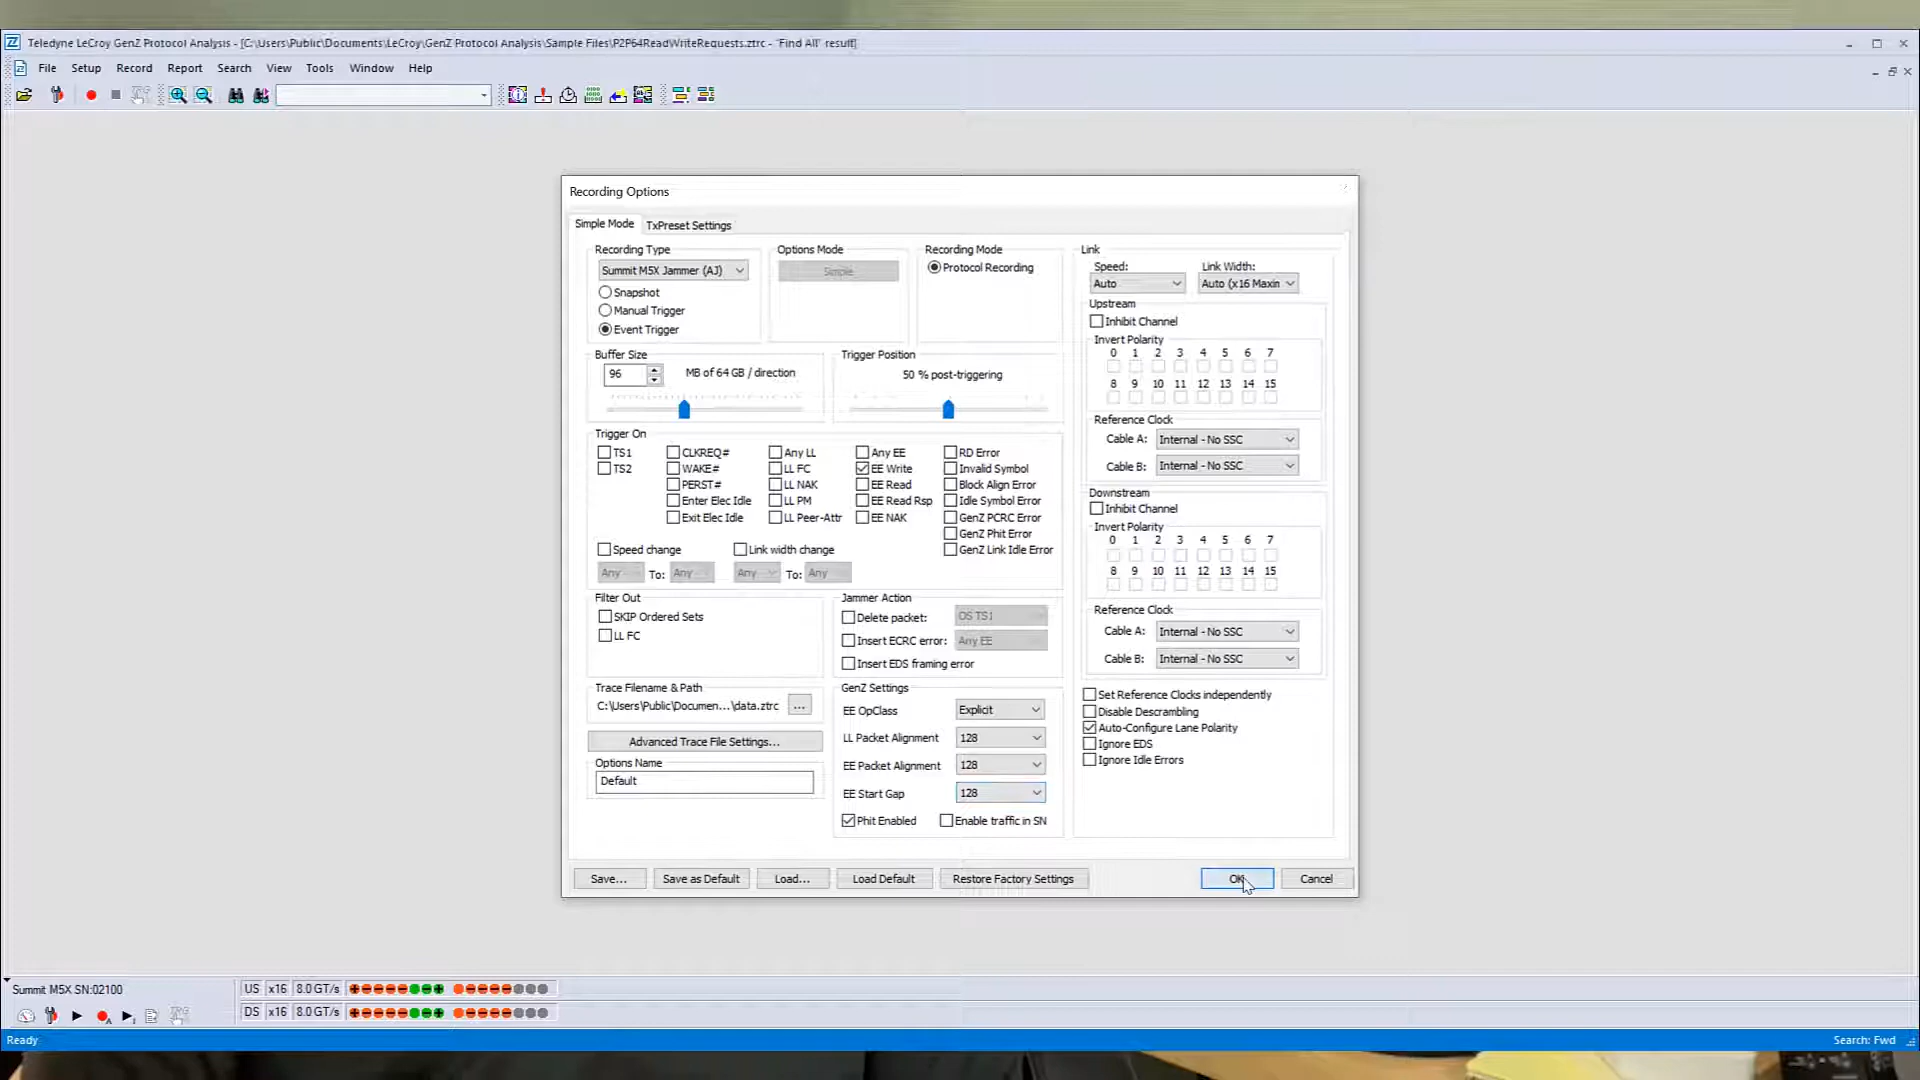 Teledyne LeCroy GenZ Protocol Analysis - [C:\Users\Public\Documents\LeCroy\GenZ Protocol Analysis\Sample Files\P2P64ReadWriteRequests.ztrc - "Find All" result]
File Setup Record Report Search View Tools Window Help
Recording Options
Simple Mode TxPreset Settings
Recording Type
Summit M5X Jammer (AJ)
Snapshot
Manual Trigger
Event Trigger
Options Mode
Simple
Recording Mode
Protocol Recording
Buffer Size
96 MB of 64 GB / direction
Trigger Position
50 % post-triggering
Trigger On
TS1 CLKREQ# Any LL Any EE RD Error
TS2 WAKE# LL FC EE Write Invalid Symbol
PERST# LL NAK EE Read Block Align Error
Enter Elec Idle LL PM EE Read Rsp Idle Symbol Error
Exit Elec Idle LL Peer-Attr EE NAK GenZ PCRC Error
GenZ Phit Error
Speed change Link width change GenZ Link Idle Error
Any To: Any Any To: Any
Filter Out
SKIP Ordered Sets
LL FC
Jammer Action
Delete packet: OS TS1
Insert ECRC error: Any EE
Insert EDS framing error
Trace Filename & Path
C:\Users\Public\Documen...\data.ztrc ...
Advanced Trace File Settings...
Options Name
Default
GenZ Settings
EE OpClass Explicit
LL Packet Alignment 128
EE Packet Alignment 128
EE Start Gap 128
Phit Enabled Enable traffic in SN
Link
Speed: Link Width:
Auto Auto (x16 Maxin
Upstream
Inhibit Channel
Invert Polarity
0 1 2 3 4 5 6 7
8 9 10 11 12 13 14 15
Reference Clock
Cable A: Internal - No SSC
Cable B: Internal - No SSC
Downstream
Inhibit Channel
Invert Polarity
0 1 2 3 4 5 6 7
8 9 10 11 12 13 14 15
Reference Clock
Cable A: Internal - No SSC
Cable B: Internal - No SSC
Set Reference Clocks independently
Disable Descrambling
Auto-Configure Lane Polarity
Ignore EDS
Ignore Idle Errors
Save... Save as Default Load... Load Default Restore Factory Settings OK Cancel
Summit M5X SN:02100
US x16 8.0 GT/s
DS x16 8.0 GT/s
Ready Search: Fwd